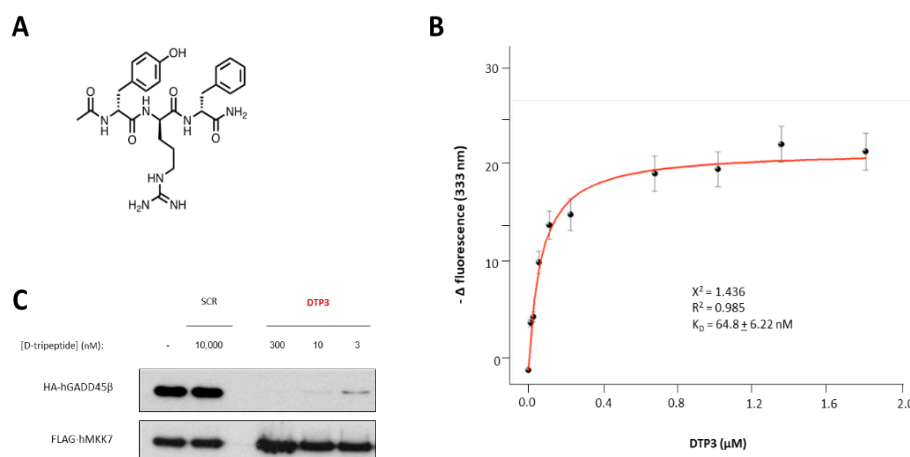 A
OH
O
H
N
O
N
H
O
H
N
O
NH₂
HN
H₂N
NH
B
- Δ fluorescence (333 nm)
30
20
10
0
X² = 1.436
R² = 0.985
K_D = 64.8 ± 6.22 nM
0.0 0.4 0.8 1.2 1.6 2.0
DTP3 (µM)
C
SCR DTP3
[D-tripeptide] (nM): - 10,000 300 10 3
HA-hGADD45β
FLAG-hMKK7